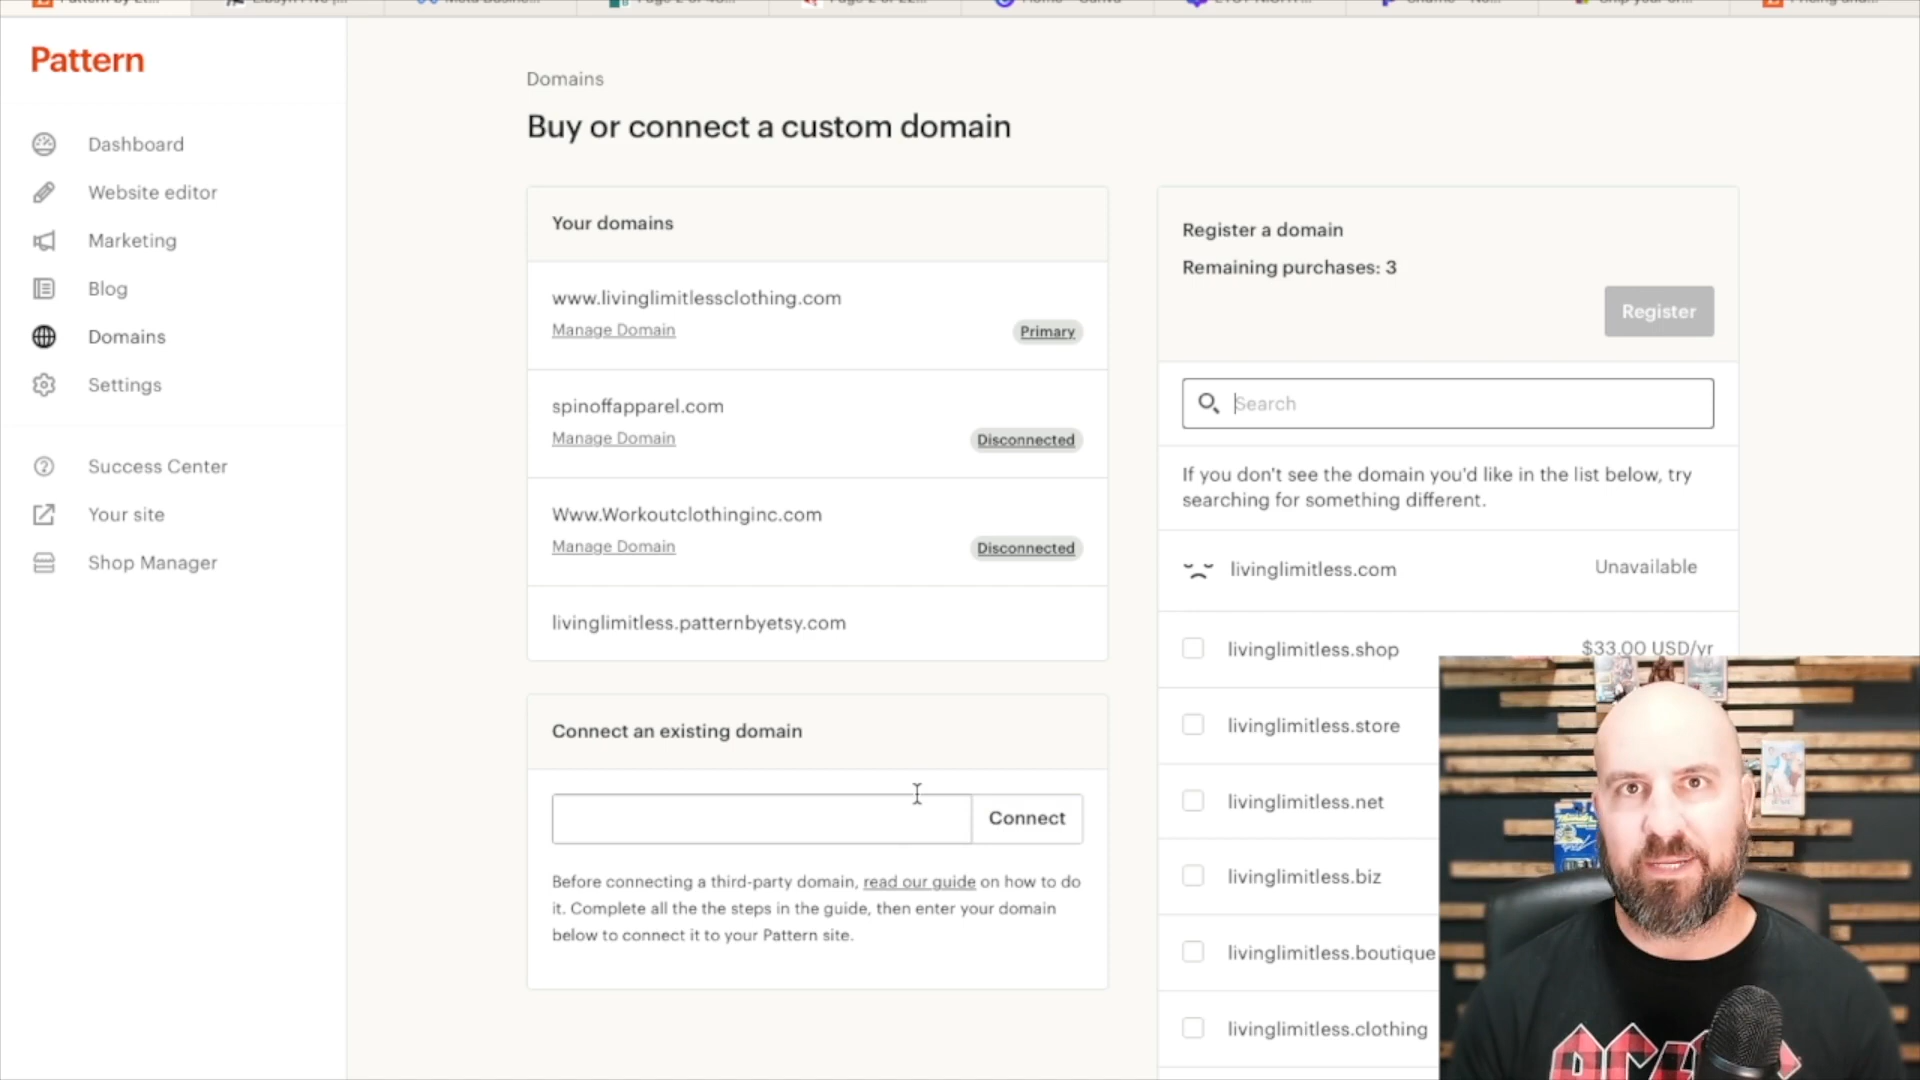 Pattern
Dashboard
Website editor
Marketing
Blog
Domains
Settings
Success Center
Your site
Shop Manager
Domains
Buy or connect a custom domain
Your domains
www.livinglimitlessclothing.com
Manage Domain
Primary
spinoffapparel.com
Manage Domain
Disconnected
Www.Workoutclothinginc.com
Manage Domain
Disconnected
livinglimitless.patternbyetsy.com
Connect an existing domain
Connect
Before connecting a third-party domain, read our guide on how to do
it. Complete all the the steps in the guide, then enter your domain
below to connect it to your Pattern site.
Register a domain
Remaining purchases: 3
Register
Search
If you don't see the domain you'd like in the list below, try
searching for something different.
livinglimitless.com
Unavailable
livinglimitless.shop
$33.00 USD/yr
livinglimitless.store
livinglimitless.net
livinglimitless.biz
livinglimitless.boutique
livinglimitless.clothing